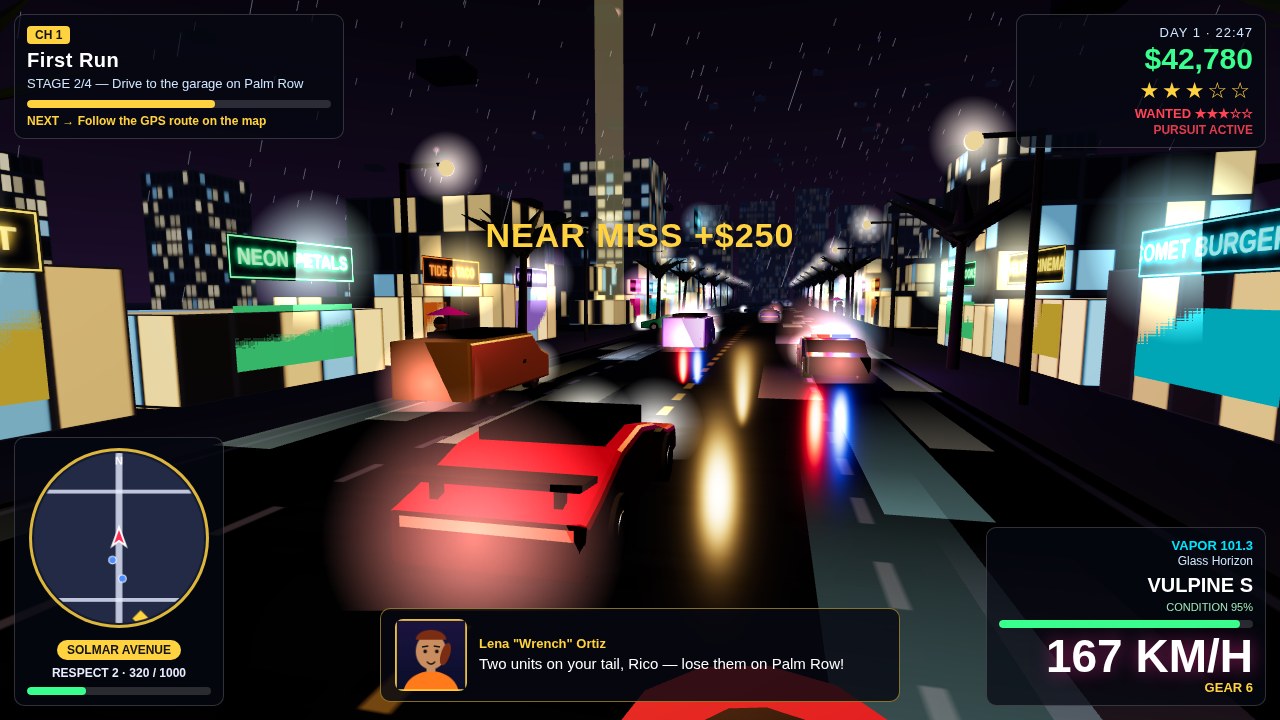 CH 1
First Run
STAGE 2/4 — Drive to the garage on Palm Row
NEXT → Follow the GPS route on the map
DAY 1 · 22:47
$42,780
★★★☆☆
WANTED ★★★☆☆
PURSUIT ACTIVE
NEAR MISS +$250
NEON PETALS
COMET BURGER
CINEMA
N
SOLMAR AVENUE
RESPECT 2 · 320 / 1000
Lena "Wrench" Ortiz
Two units on your tail, Rico — lose them on Palm Row!
VAPOR 101.3
Glass Horizon
VULPINE S
CONDITION 95%
167 KM/H
GEAR 6